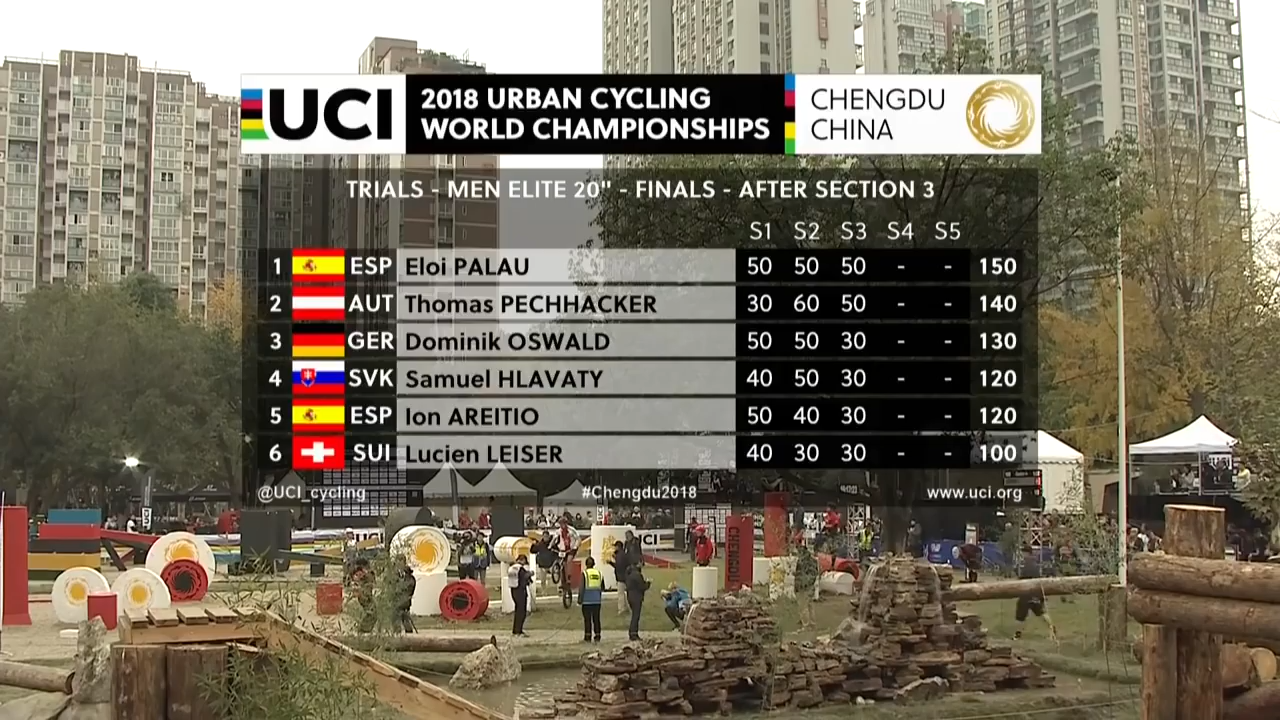 UCI
2018 URBAN CYCLING
WORLD CHAMPIONSHIPS
CHENGDU
CHINA
TRIALS - MEN ELITE 20" - FINALS - AFTER SECTION 3
S1 S2 S3 S4 S5
1 ESP Eloi PALAU 50 50 50 - - 150
2 AUT Thomas PECHHACKER 30 60 50 - - 140
3 GER Dominik OSWALD 50 50 30 - - 130
4 SVK Samuel HLAVATY 40 50 30 - - 120
5 ESP Ion AREITIO 50 40 30 - - 120
6 SUI Lucien LEISER 40 30 30 - - 100
@UCI_cycling #Chengdu2018 www.uci.org
UCI
CHENGDU